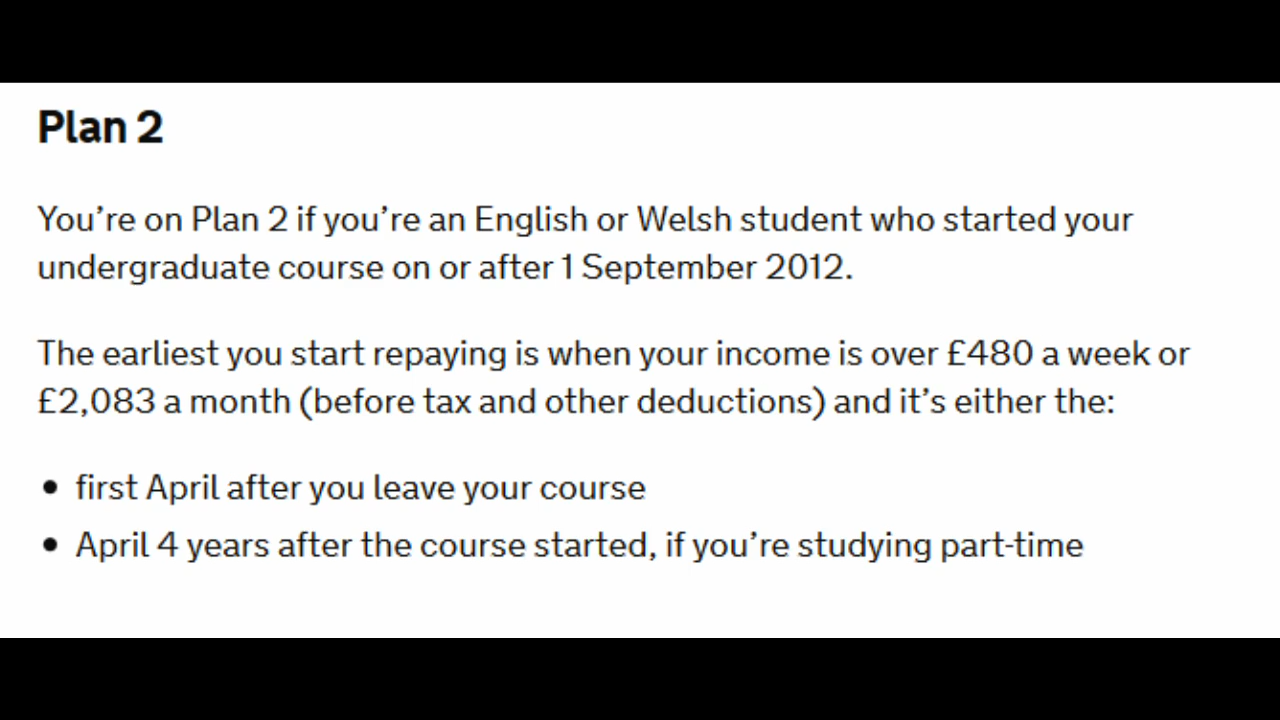 Plan 2
You’re on Plan 2 if you’re an English or Welsh student who started your
undergraduate course on or after 1 September 2012.
The earliest you start repaying is when your income is over £480 a week or
£2,083 a month (before tax and other deductions) and it’s either the:
• first April after you leave your course
• April 4 years after the course started, if you’re studying part-time